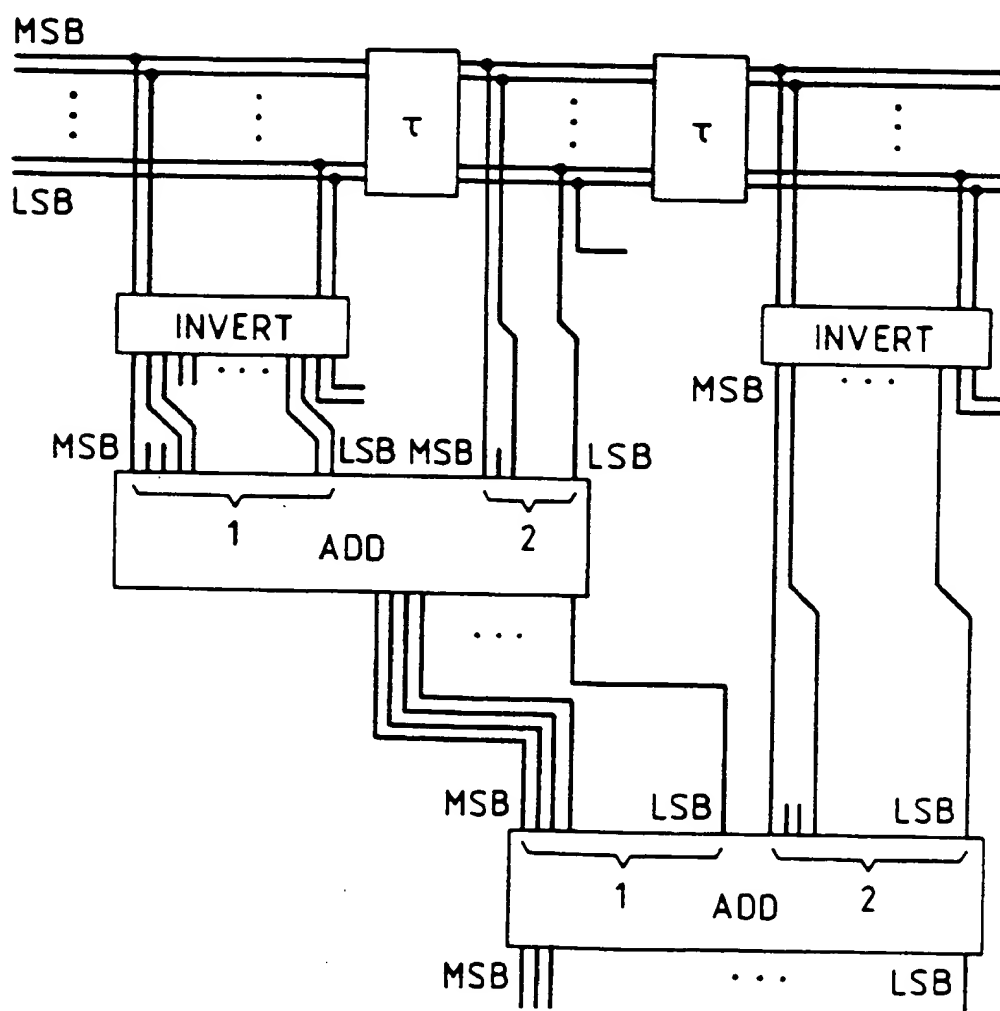 MSB
τ
τ
LSB
INVERT
INVERT
MSB
MSB
LSB
MSB
LSB
1
ADD
2
MSB
LSB
LSB
1
ADD
2
MSB
LSB